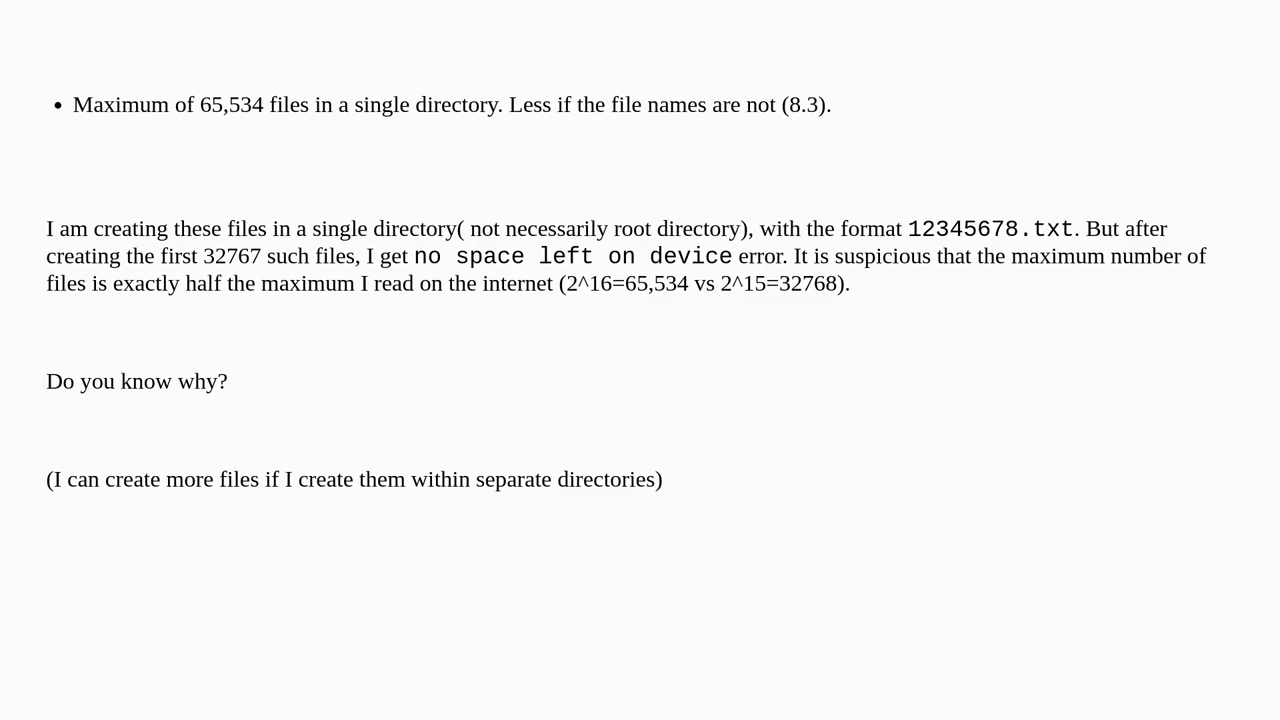 • Maximum of 65,534 files in a single directory. Less if the file names are not (8.3).
I am creating these files in a single directory( not necessarily root directory), with the format 12345678.txt. But after
creating the first 32767 such files, I get no space left on device error. It is suspicious that the maximum number of
files is exactly half the maximum I read on the internet (2^16=65,534 vs 2^15=32768).
Do you know why?
(I can create more files if I create them within separate directories)